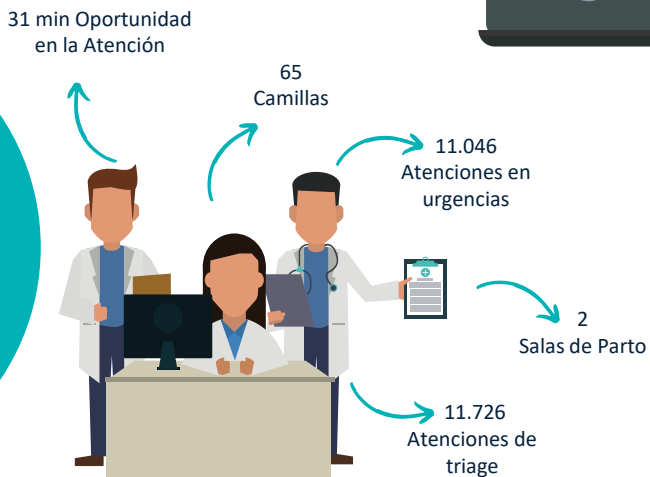 31 min Oportunidad
en la Atención
65
Camillas
11.046
Atenciones en
urgencias
2
Salas de Parto
11.726
Atenciones de
triage